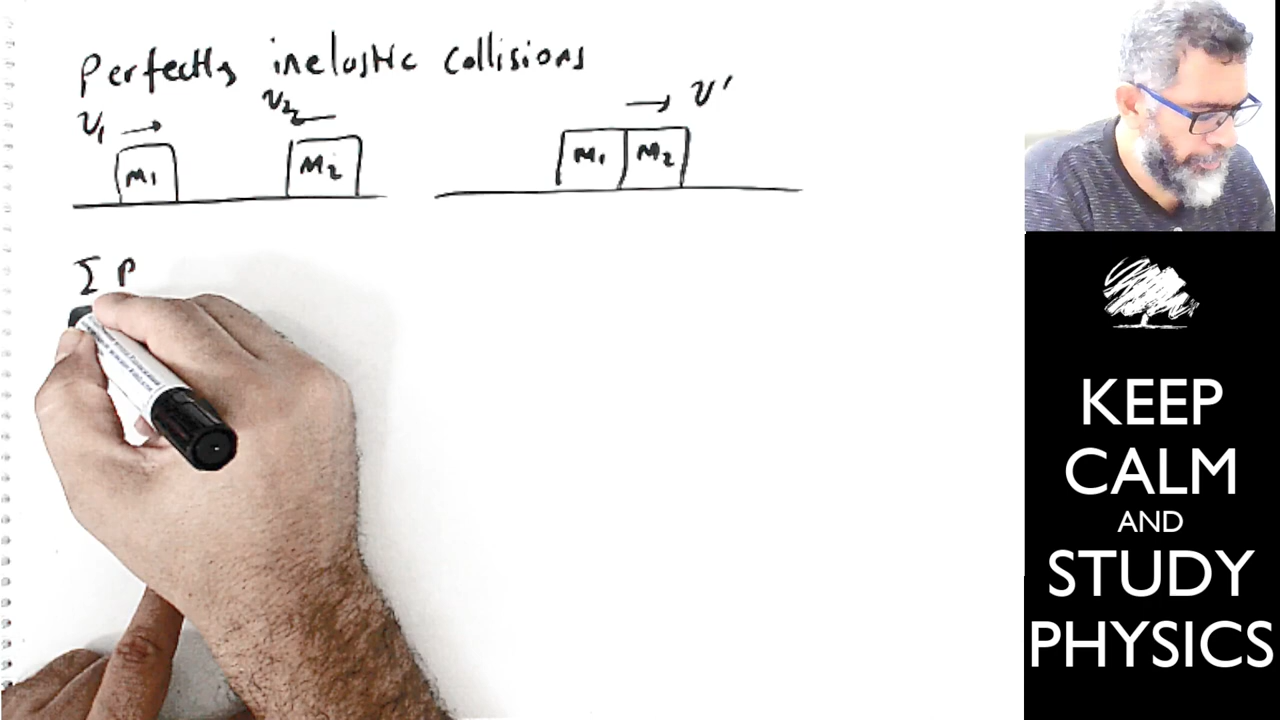 Perfectly inelastic collisions
v₁ v₂ v'
M₁ M₂ M₁ M₂
Σ P
KEEP
CALM
AND
STUDY
PHYSICS